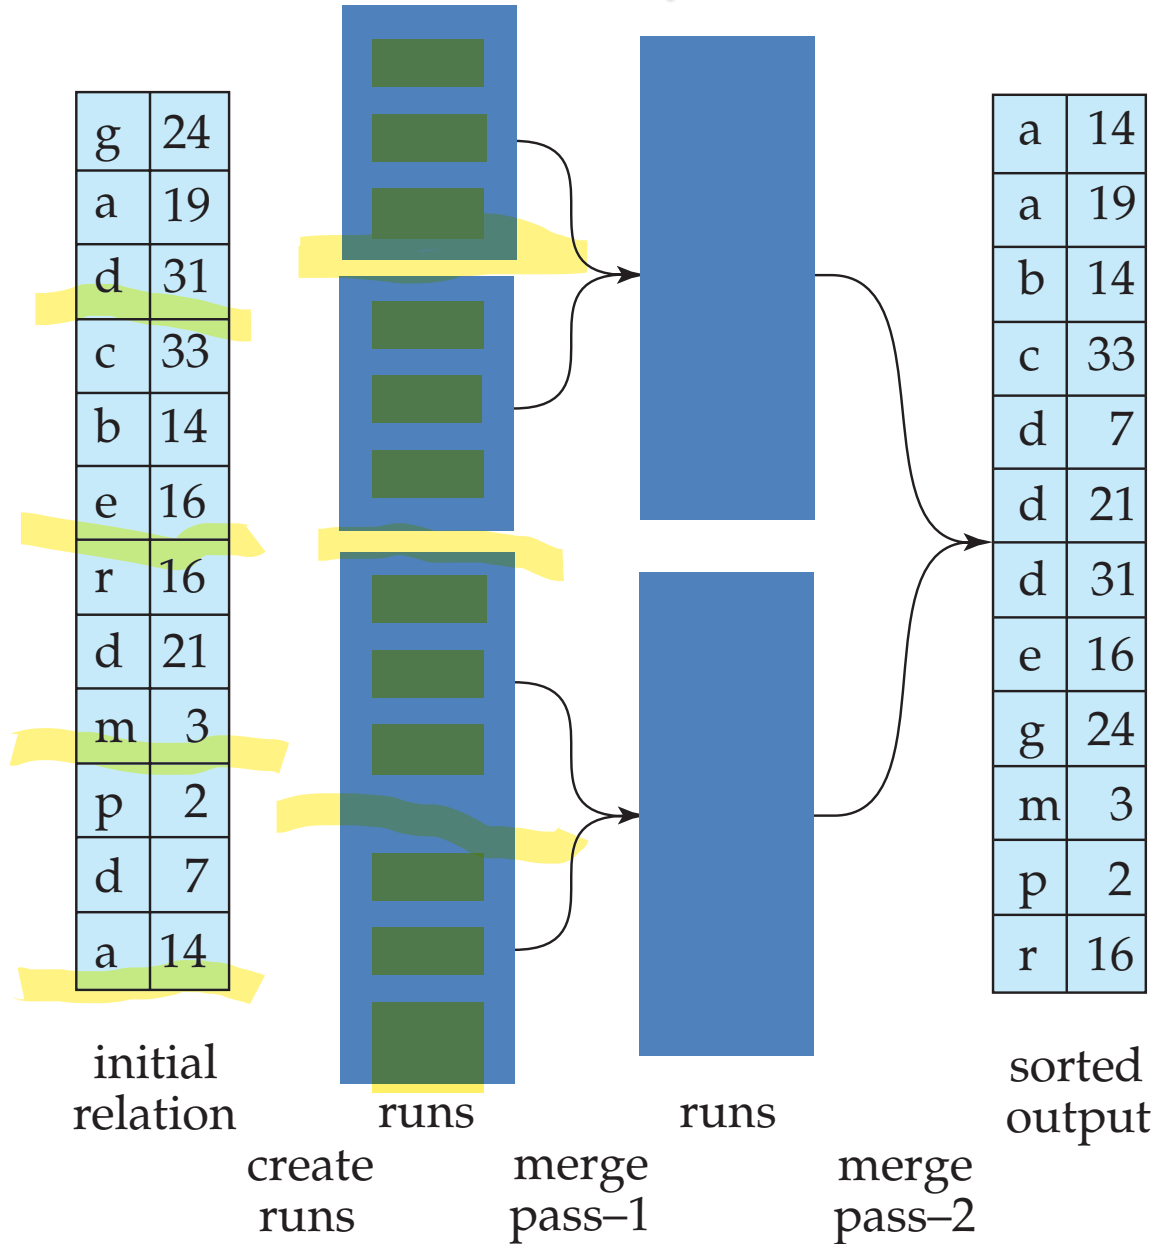 g 24
a 19
d 31
c 33
b 14
e 16
r 16
d 21
m 3
p 2
d 7
a 14
initial
relation
create
runs
runs
merge
pass–1
runs
merge
pass–2
a 14
a 19
b 14
c 33
d 7
d 21
d 31
e 16
g 24
m 3
p 2
r 16
sorted
output